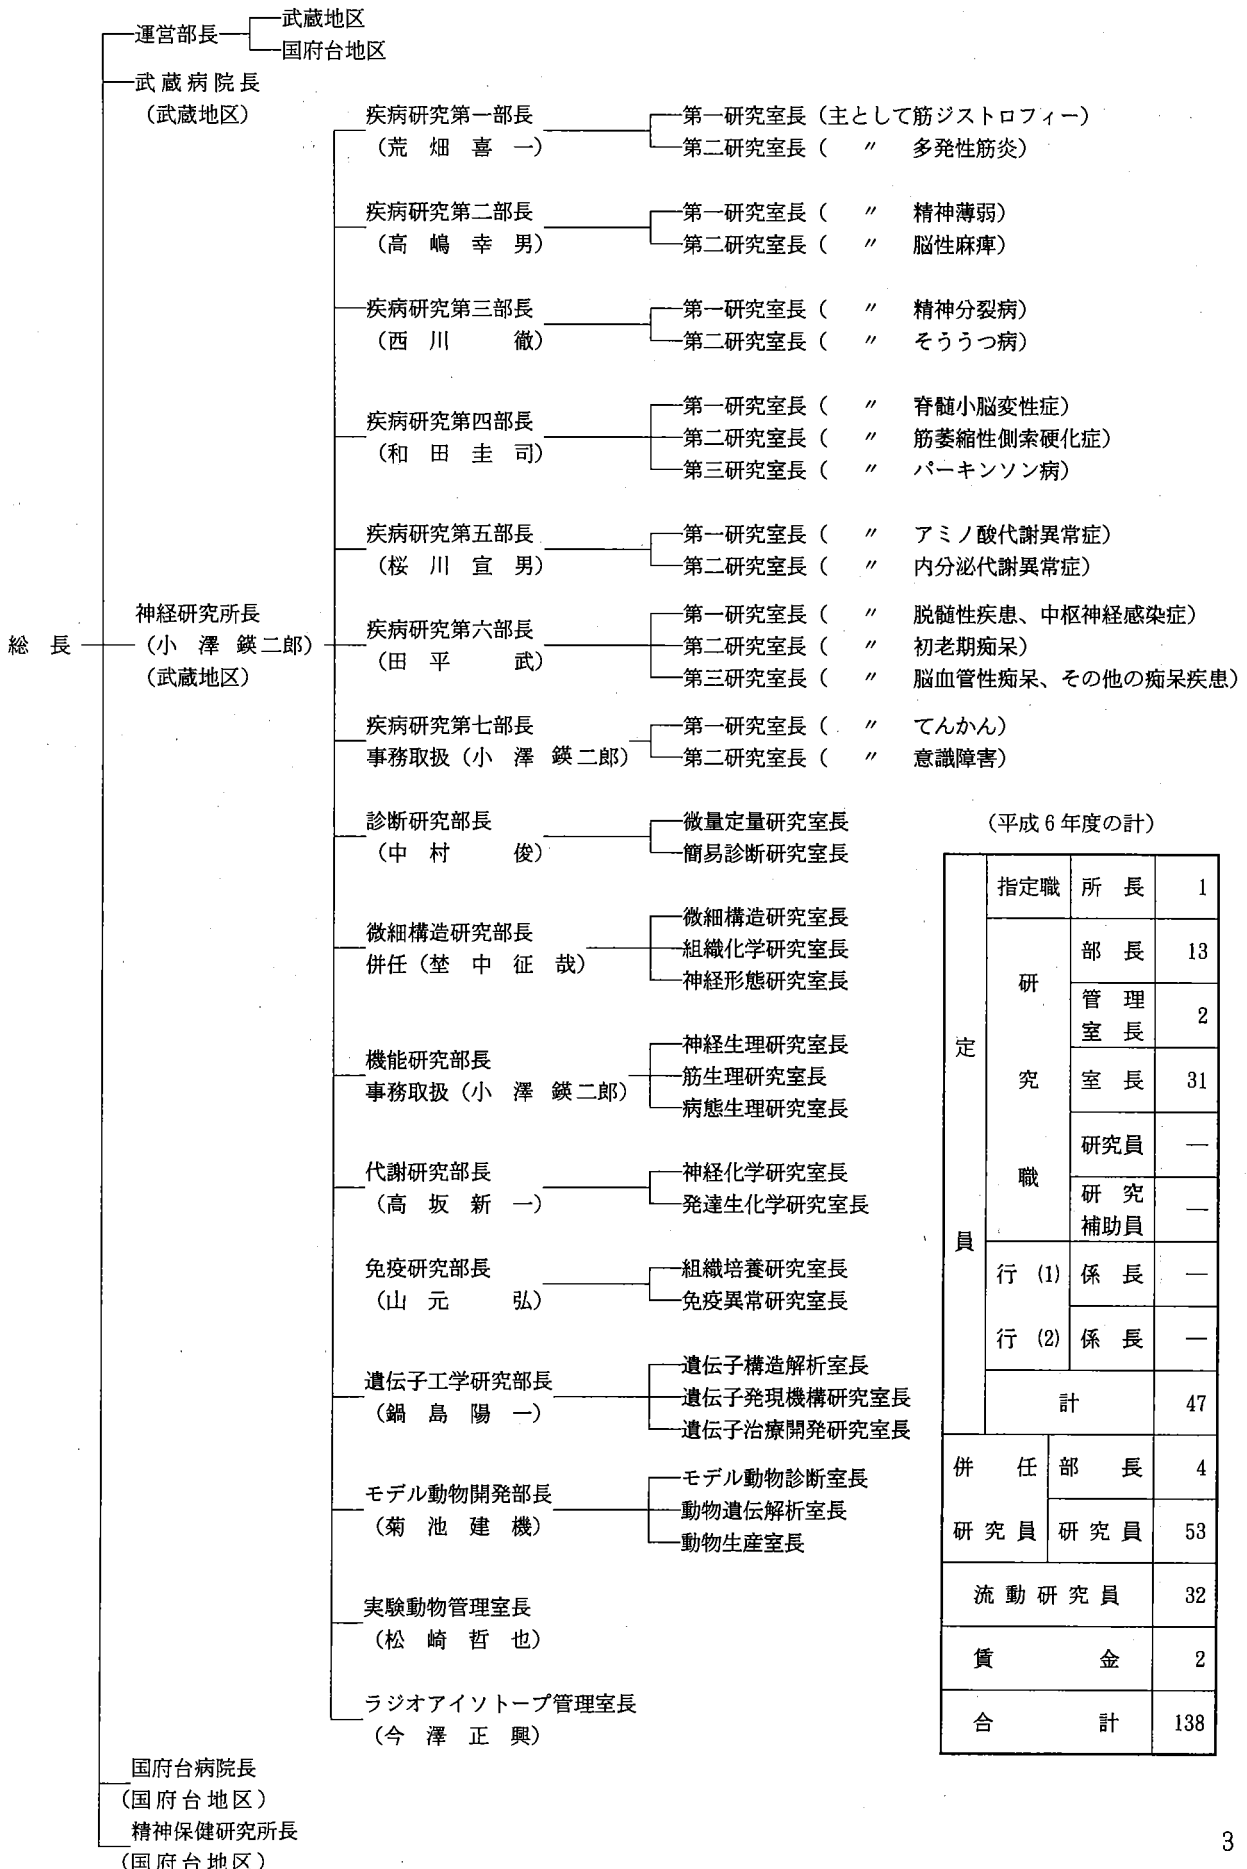 運営部長
武蔵地区
国府台地区
武蔵病院長
(武蔵地区)
総長
神経研究所長
(小澤鍈二郎)
(武蔵地区)
疾病研究第一部長
(荒畑喜一)
第一研究室長(主として筋ジストロフィー)
第二研究室長(〃多発性筋炎)
疾病研究第二部長
(高嶋幸男)
第一研究室長(〃精神薄弱)
第二研究室長(〃脳性麻痺)
疾病研究第三部長
(西川徹)
第一研究室長(〃精神分裂病)
第二研究室長(〃そううつ病)
疾病研究第四部長
(和田圭司)
第一研究室長(〃脊髄小脳変性症)
第二研究室長(〃筋萎縮性側索硬化症)
第三研究室長(〃パーキンソン病)
疾病研究第五部長
(桜川宣男)
第一研究室長(〃アミノ酸代謝異常症)
第二研究室長(〃内分泌代謝異常症)
疾病研究第六部長
(田平武)
第一研究室長(〃脱髄性疾患、中枢神経感染症)
第二研究室長(〃初老期痴呆)
第三研究室長(〃脳血管性痴呆、その他の痴呆疾患)
疾病研究第七部長
事務取扱(小澤鍈二郎)
第一研究室長(〃てんかん)
第二研究室長(〃意識障害)
診断研究部長
(中村俊)
微量定量研究室長
簡易診断研究室長
微細構造研究部長
併任(埜中征哉)
微細構造研究室長
組織化学研究室長
神経形態研究室長
機能研究部長
事務取扱(小澤鍈二郎)
神経生理研究室長
筋生理研究室長
病態生理研究室長
代謝研究部長
(高坂新一)
神経化学研究室長
発達生化学研究室長
免疫研究部長
(山元弘)
組織培養研究室長
免疫異常研究室長
遺伝子工学研究部長
(鍋島陽一)
遺伝子構造解析室長
遺伝子発現機構研究室長
遺伝子治療開発研究室長
モデル動物開発部長
(菊池建機)
モデル動物診断室長
動物遺伝解析室長
動物生産室長
実験動物管理室長
(松崎哲也)
ラジオアイソトープ管理室長
(今澤正興)
国府台病院長
(国府台地区)
精神保健研究所長
(国府台地区)
(平成6年度の計)
定員
指定職 所長 1
研究職
部長 13
管理室長 2
室長 31
研究員 ―
研究補助員 ―
行(1) 係長 ―
行(2) 係長 ―
計 47
併任研究員
部長 4
研究員 53
流動研究員 32
賃金 2
合計 138
3